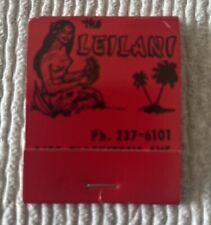 the
LEILANI
Ph. 237-6101